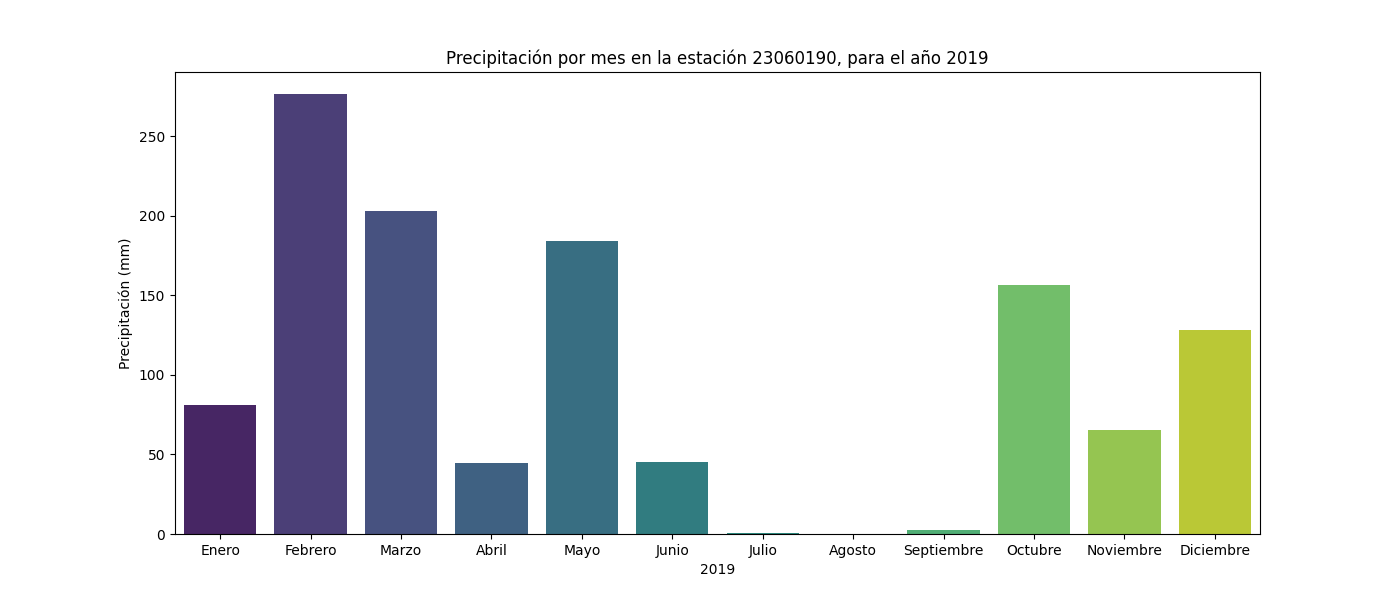 Precipitación por mes en la estación 23060190, para el año 2019
Precipitación (mm)
250
200
150
100
50
0
Enero Febrero Marzo Abril Mayo Junio Julio Agosto Septiembre Octubre Noviembre Diciembre
2019